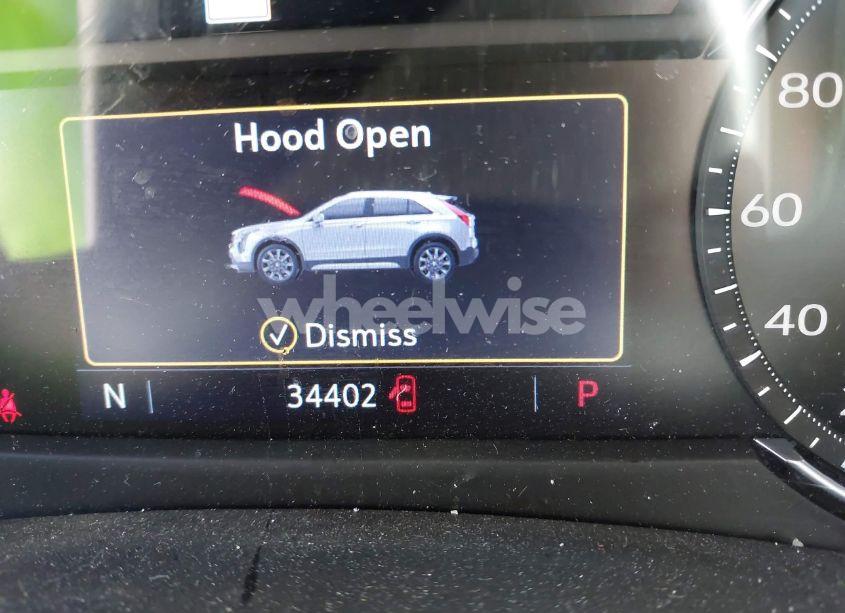 Hood Open
wheelwise
Dismiss
N
34402
P
80
60
40